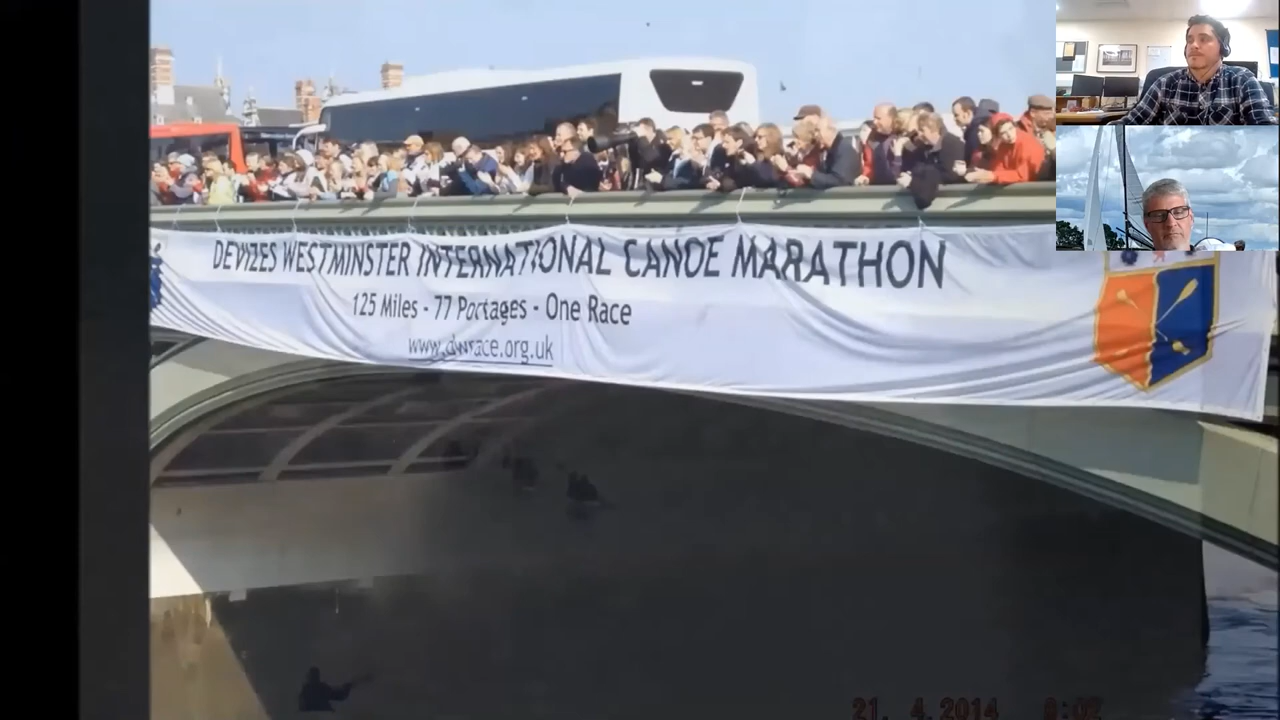 DEVIZES WESTMINSTER INTERNATIONAL CANOE MARATHON
125 Miles - 77 Portages - One Race
www.dwrace.org.uk
21. 4.2014